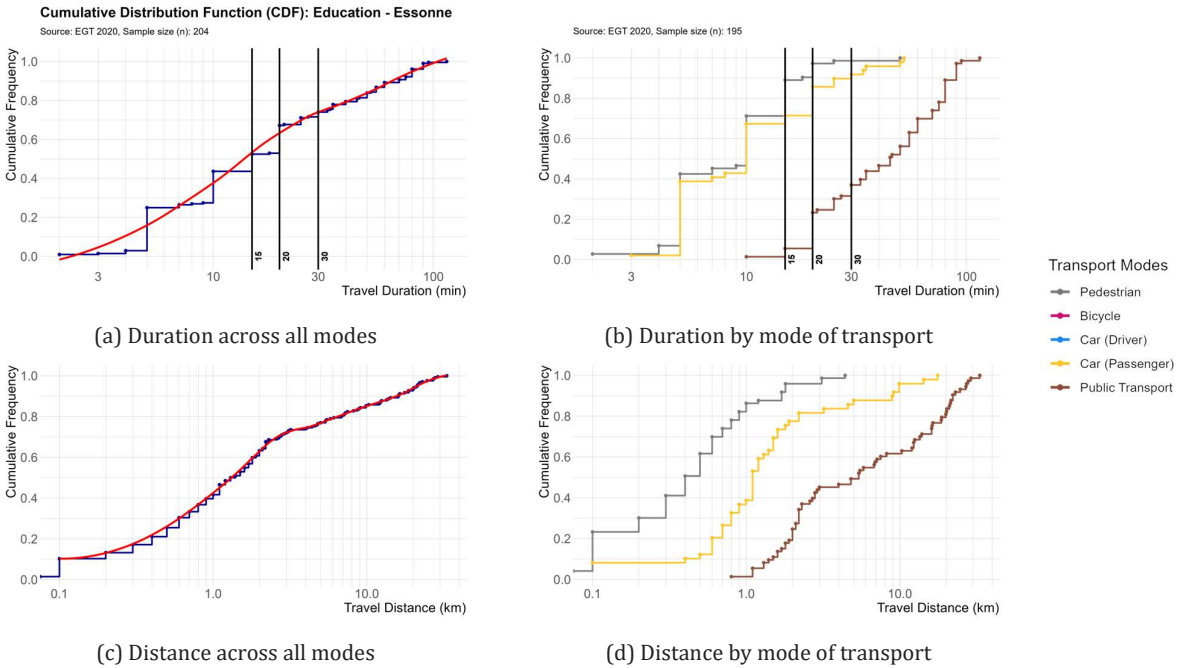 Cumulative Distribution Function (CDF): Education - Essonne
Source: EGT 2020, Sample size (n): 204
Cumulative Frequency
1.0
0.8
0.6
0.4
0.2
0.0
15
20
30
3
10
30
100
Travel Duration (min)
(a) Duration across all modes
Source: EGT 2020, Sample size (n): 195
Cumulative Frequency
1.0
0.8
0.6
0.4
0.2
0.0
15
20
30
3
10
30
100
Travel Duration (min)
(b) Duration by mode of transport
Transport Modes
Pedestrian
Bicycle
Car (Driver)
Car (Passenger)
Public Transport
Cumulative Frequency
1.0
0.8
0.6
0.4
0.2
0.0
0.1
1.0
10.0
Travel Distance (km)
(c) Distance across all modes
Cumulative Frequency
1.0
0.8
0.6
0.4
0.2
0.0
0.1
1.0
10.0
Travel Distance (km)
(d) Distance by mode of transport